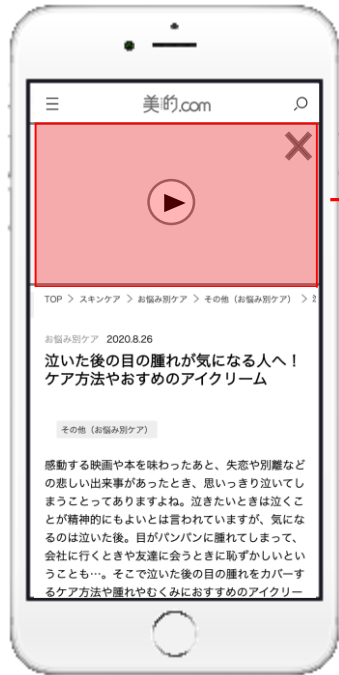 美的.com
TOP > スキンケア > お悩み別ケア > その他（お悩み別ケア） >
お悩み別ケア 2020.8.26
泣いた後の目の腫れが気になる人へ！
ケア方法やおすめのアイクリーム
その他（お悩み別ケア）
感動する映画や本を味わったあと、失恋や別離など
の悲しい出来事があったとき、思いっきり泣いてし
まうことってありますよね。泣きたいときは泣くこ
とが精神的にもよいとは言われていますが、気にな
るのは泣いた後。目がパンパンに腫れてしまって、
会社に行くときや友達に会うときに恥ずかしいとい
うことも…。そこで泣いた後の目の腫れをカバーす
るケア方法や腫れやむくみにおすすめのアイクリー